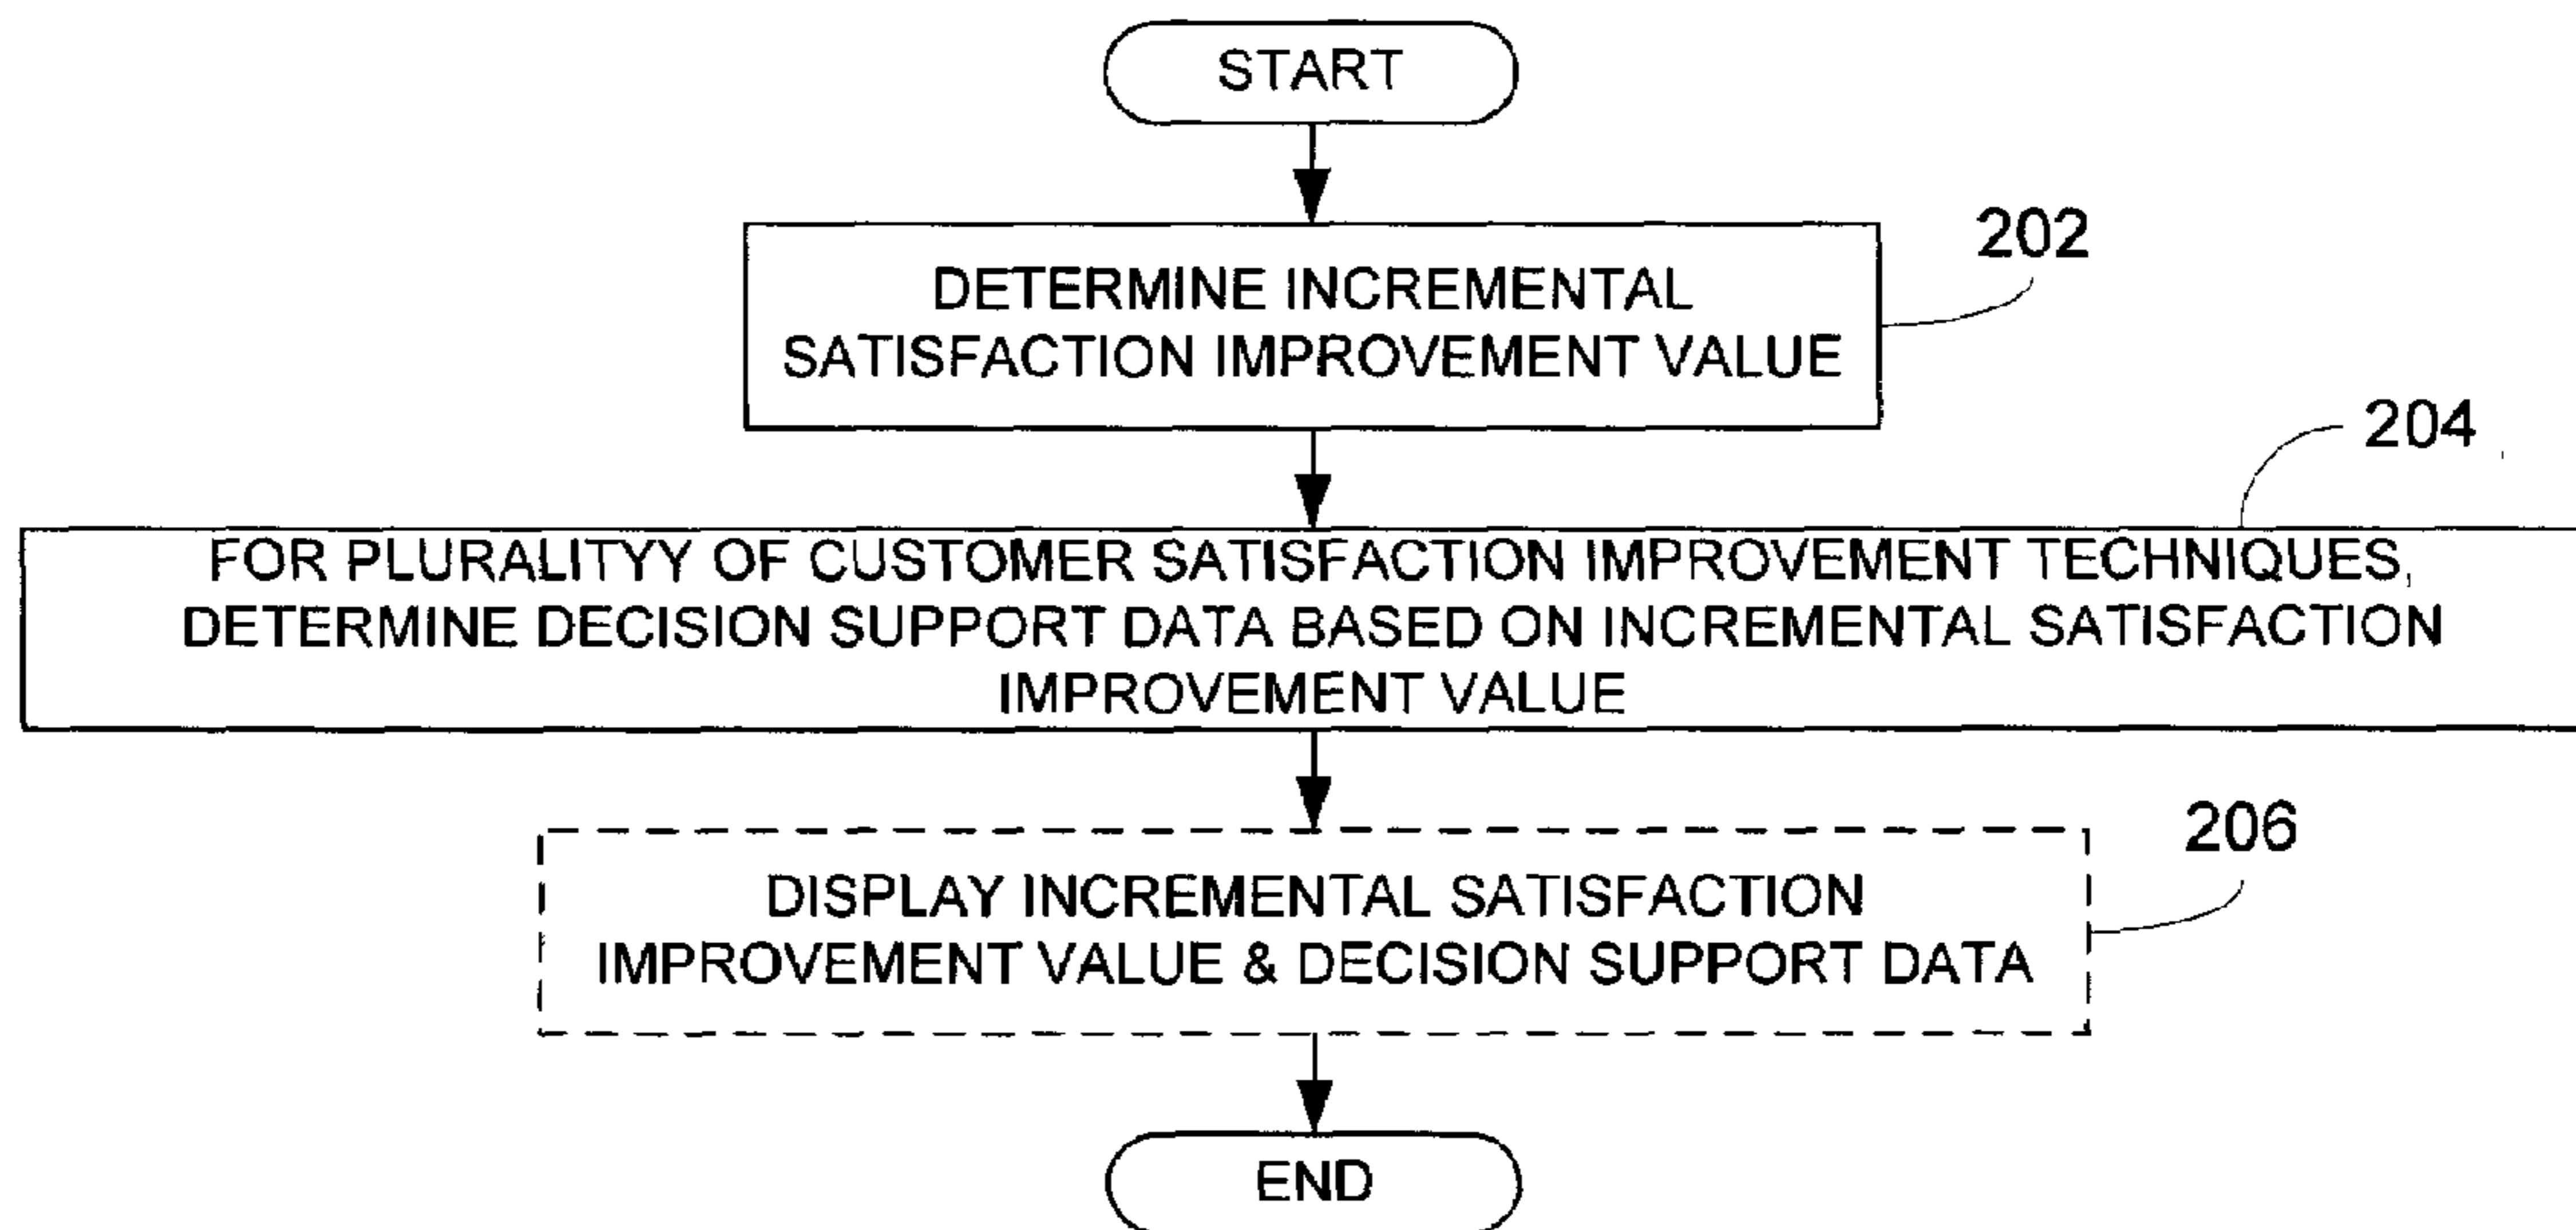 START
202
DETERMINE INCREMENTAL
SATISFACTION IMPROVEMENT VALUE
204
FOR PLURALITYY OF CUSTOMER SATISFACTION IMPROVEMENT TECHNIQUES,
DETERMINE DECISION SUPPORT DATA BASED ON INCREMENTAL SATISFACTION
IMPROVEMENT VALUE
206
DISPLAY INCREMENTAL SATISFACTION
IMPROVEMENT VALUE & DECISION SUPPORT DATA
END